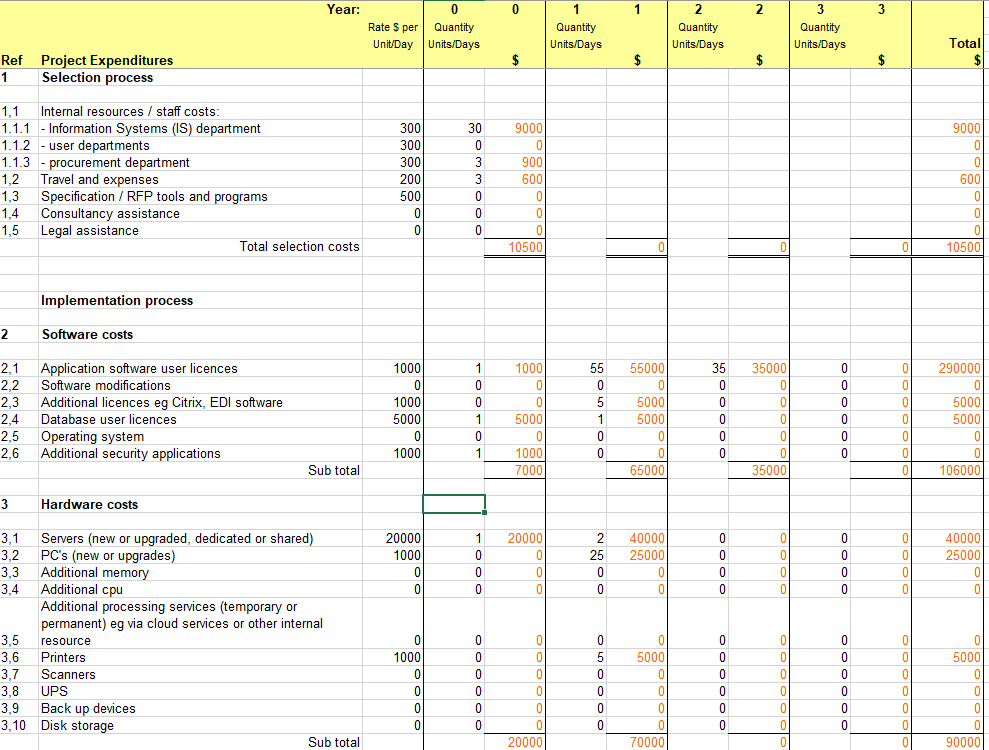 Year: 0 0 1 1 2 2 3 3
Rate $ per Quantity Quantity Quantity Quantity
Unit/Day Units/Days Units/Days Units/Days Units/Days Total
Ref Project Expenditures $ $ $ $ $
1 Selection process
1,1 Internal resources / staff costs:
1.1.1 - Information Systems (IS) department 300 30 9000 9000
1.1.2 - user departments 300 0 0 0
1.1.3 - procurement department 300 3 900 0
1,2 Travel and expenses 200 3 600 600
1,3 Specification / RFP tools and programs 500 0 0 0
1,4 Consultancy assistance 0 0 0 0
1,5 Legal assistance 0 0 0 0
Total selection costs 10500 0 0 0 10500
Implementation process
2 Software costs
2,1 Application software user licences 1000 1 1000 55 55000 35 35000 0 0 290000
2,2 Software modifications 0 0 0 0 0 0 0 0 0 0
2,3 Additional licences eg Citrix, EDI software 1000 0 0 5 5000 0 0 0 0 5000
2,4 Database user licences 5000 1 5000 1 5000 0 0 0 0 5000
2,5 Operating system 0 0 0 0 0 0 0 0 0 0
2,6 Additional security applications 1000 1 1000 0 0 0 0 0 0 0
Sub total 7000 65000 35000 0 106000
3 Hardware costs
3,1 Servers (new or upgraded, dedicated or shared) 20000 1 20000 2 40000 0 0 0 0 40000
3,2 PC's (new or upgrades) 1000 0 0 25 25000 0 0 0 0 25000
3,3 Additional memory 0 0 0 0 0 0 0 0 0 0
3,4 Additional cpu 0 0 0 0 0 0 0 0 0 0
Additional processing services (temporary or
permanent) eg via cloud services or other internal
3,5 resource 0 0 0 0 0 0 0 0 0 0
3,6 Printers 1000 0 0 5 5000 0 0 0 0 5000
3,7 Scanners 0 0 0 0 0 0 0 0 0 0
3,8 UPS 0 0 0 0 0 0 0 0 0 0
3,9 Back up devices 0 0 0 0 0 0 0 0 0 0
3,10 Disk storage 0 0 0 0 0 0 0 0 0 0
Sub total 20000 70000 0 0 90000